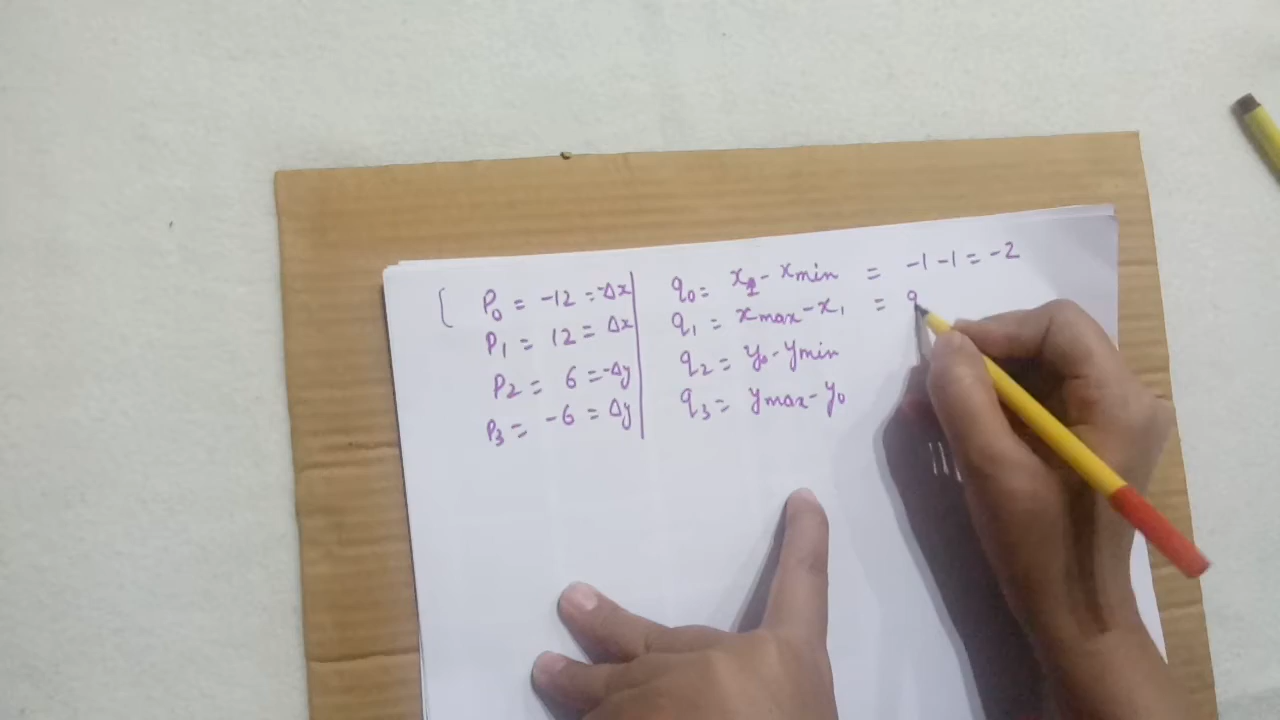 P₀ = -12 = -Δx | q₀ = x₁ - xmin = -1 - 1 = -2
P₁ = 12 = Δx | q₁ = xmax - x₁ = 9
P₂ = 6 = -Δy | q₂ = y₀ - ymin
P₃ = -6 = Δy | q₃ = ymax - y₀